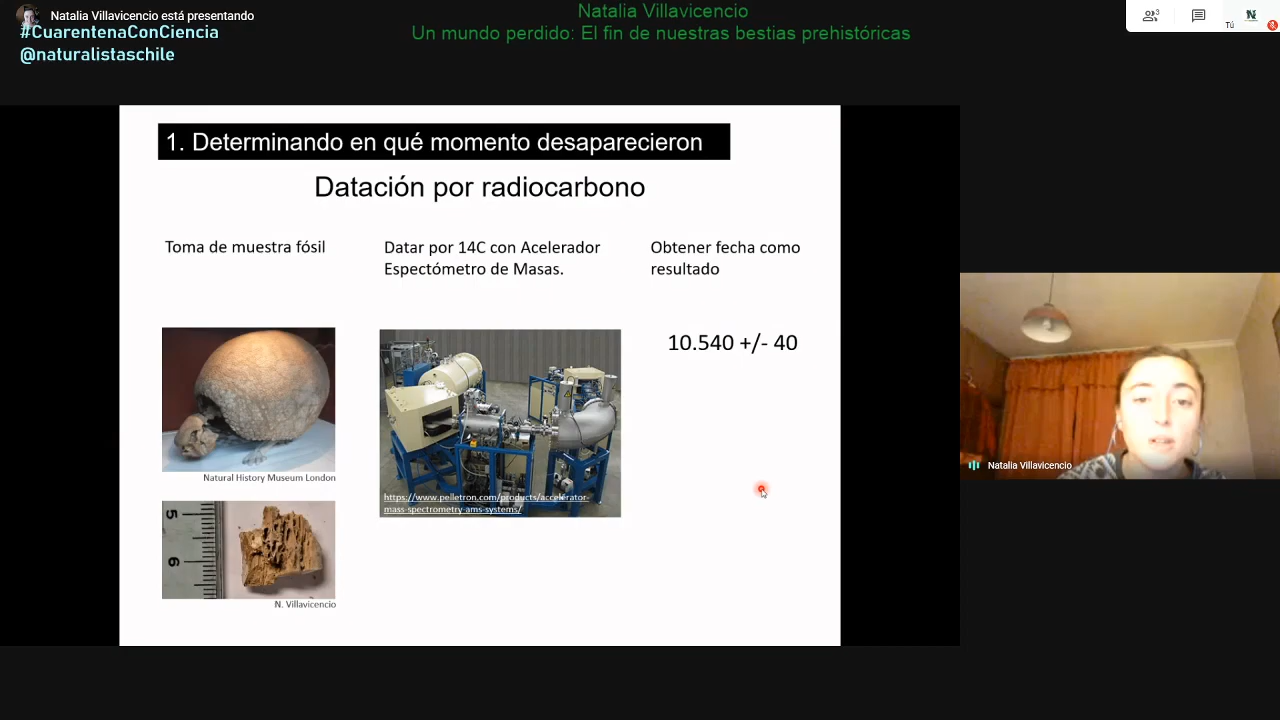 Natalia Villavicencio está presentando
#CuarentenaConCiencia
@naturalistaschile
Natalia Villavicencio
Un mundo perdido: El fin de nuestras bestias prehistóricas
3
Tú
1. Determinando en qué momento desaparecieron
Datación por radiocarbono
Toma de muestra fósil
Datar por 14C con Acelerador
Espectómetro de Masas.
Obtener fecha como
resultado
10.540 +/- 40
Natural History Museum London
https://www.pelletron.com/products/accelerator-
mass-spectrometry-ams-systems/
5
6
N. Villavicencio
Natalia Villavicencio